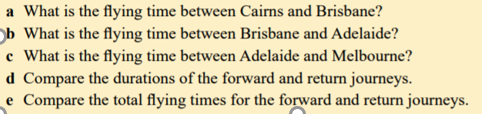 a What is the flying time between Cairns and Brisbane?
b What is the flying time between Brisbane and Adelaide?
c What is the flying time between Adelaide and Melbourne?
d Compare the durations of the forward and return journeys.
e Compare the total flying times for the forward and return journeys.